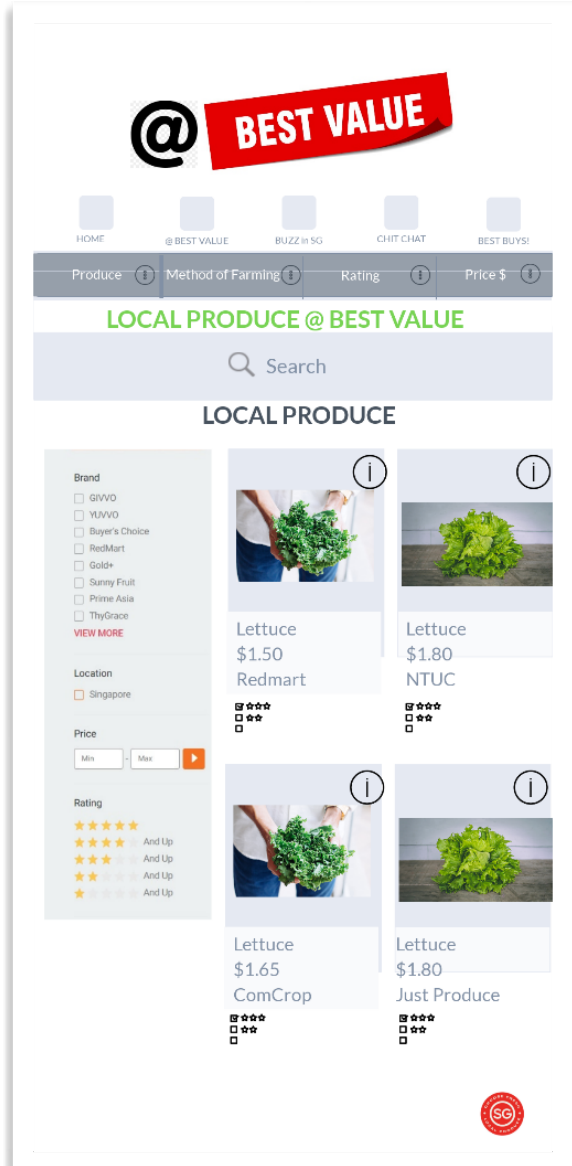 @ BEST VALUE
HOME
@ BEST VALUE
BUZZ in SG
CHIT CHAT
BEST BUYS!
Produce
Method of Farming
Rating
Price $
LOCAL PRODUCE @ BEST VALUE
Search
LOCAL PRODUCE
Brand
GIVVO
YUVVO
Buyer's Choice
RedMart
Gold+
Sunny Fruit
Prime Asia
ThyGrace
VIEW MORE
Location
Singapore
Price
Min - Max
Rating
And Up
And Up
And Up
And Up
i
Lettuce
$1.50
Redmart
i
Lettuce
$1.80
NTUC
i
Lettuce
$1.65
ComCrop
i
Lettuce
$1.80
Just Produce
SG